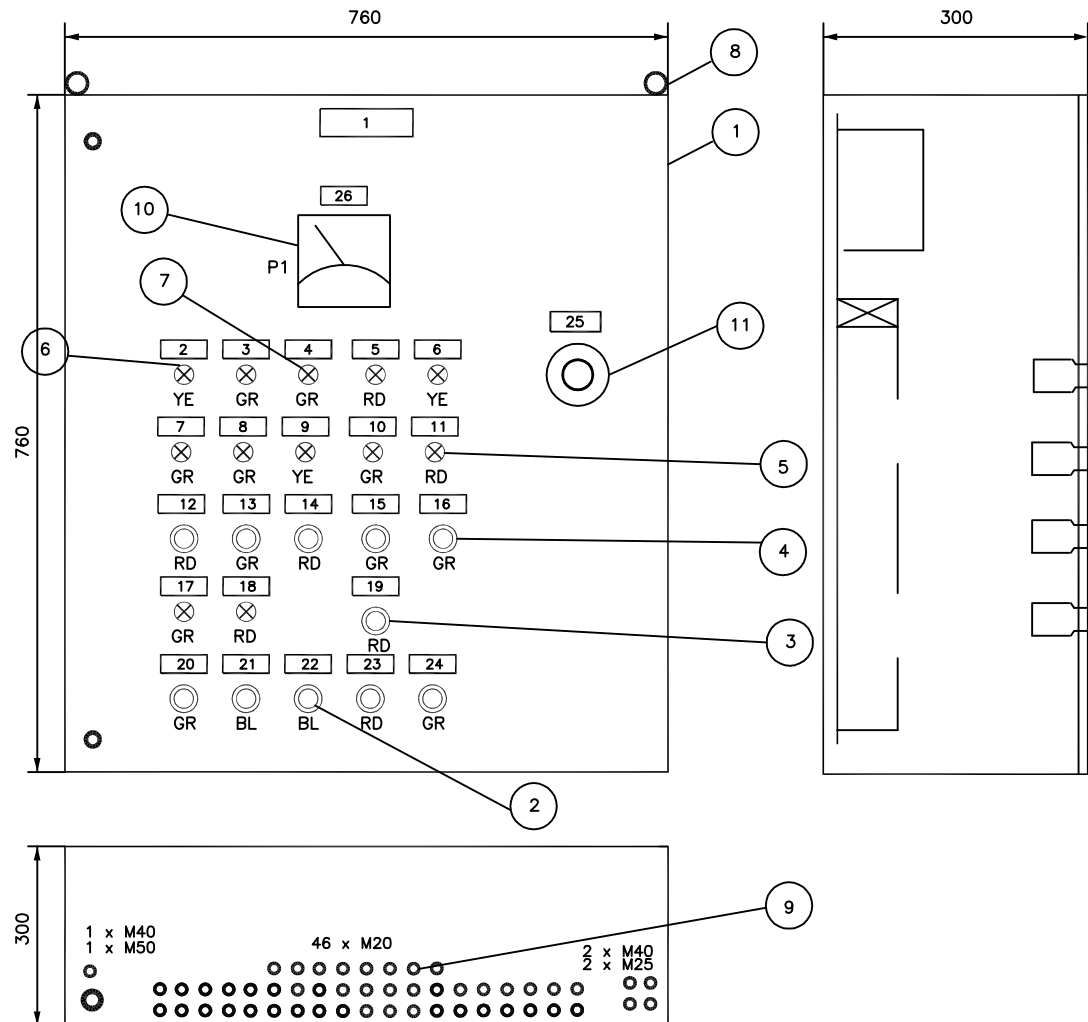 760
300
8
1
1
26
10
P1
7
25
11
6
2 3 4 5 6
YE GR GR RD YE
760
7 8 9 10 11
GR GR YE GR RD
5
12 13 14 15 16
RD GR RD GR GR
4
17 18 19
GR RD RD
3
20 21 22 23 24
GR BL BL RD GR
2
300
1 x M40
1 x M50
46 x M20
2 x M40
2 x M25
9